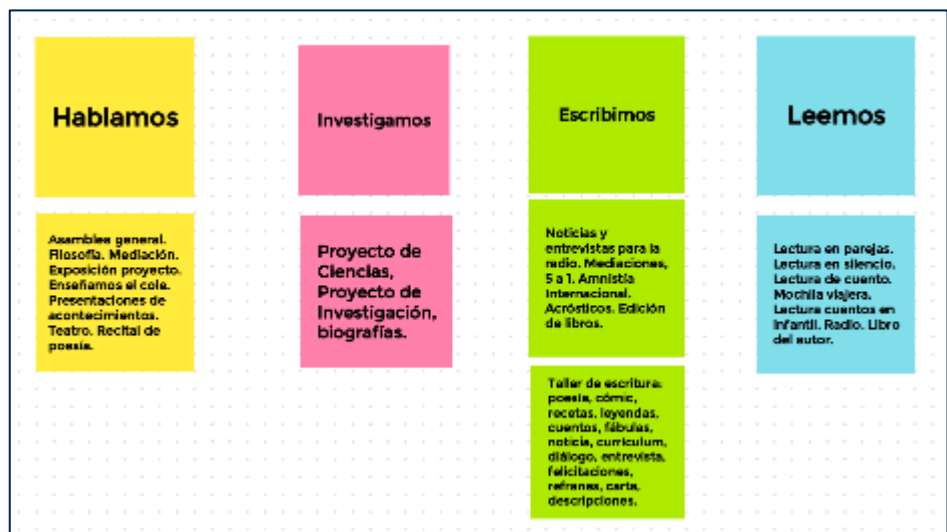 Hablamos
Investigamos
Escribimos
Leemos
Asamblea general.
Filosofía. Mediación.
Exposición proyecto.
Enseñamos el cole.
Presentaciones de
acontecimientos.
Teatro. Recital de
poesía.
Proyecto de
Ciencias,
Proyecto de
Investigación,
biografías.
Noticias y
entrevistas para la
radio. Mediaciones,
5 a 1. Amnistía
Internacional.
Acrósticos. Edición
de libros.
Lectura en parejas.
Lectura en silencio.
Lectura de cuento.
Mochila viajera.
Lectura cuentos en
infantil. Radio. Libro
del autor.
Taller de escritura:
poesía, cómic,
recetas, leyendas,
cuentos, fábulas,
noticia, currículum,
diálogo, entrevista,
felicitaciones,
refranes, carta,
descripciones.